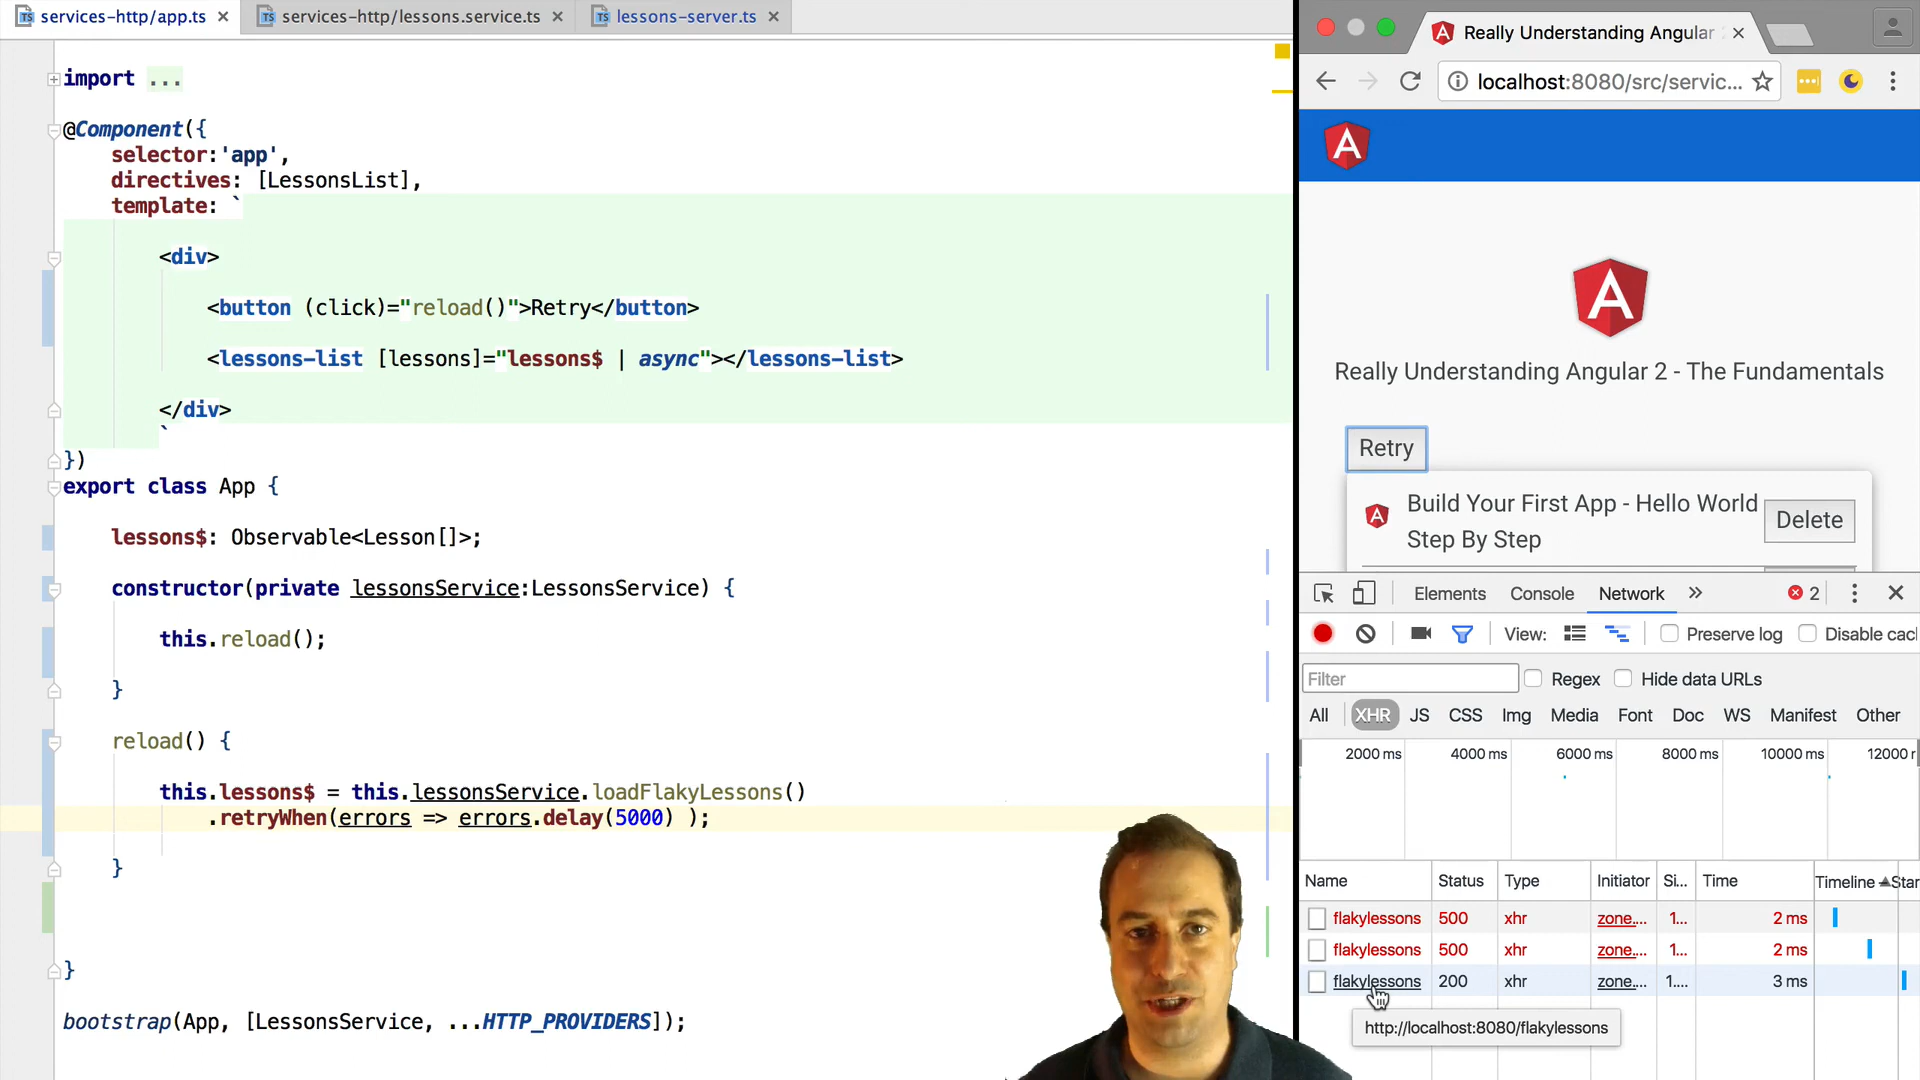 services-http/app.ts
services-http/lessons.service.ts
lessons-server.ts
import ...
@Component({
selector:'app',
directives: [LessonsList],
template: `
<div>
<button (click)="reload()">Retry</button>
<lessons-list [lessons]="lessons$ | async"></lessons-list>
</div>
`
})
export class App {
lessons$: Observable<Lesson[]>;
constructor(private lessonsService:LessonsService) {
this.reload();
}
reload() {
this.lessons$ = this.lessonsService.loadFlakyLessons()
.retryWhen(errors => errors.delay(5000) );
}
}
bootstrap(App, [LessonsService, ...HTTP_PROVIDERS]);
Really Understanding Angular
localhost:8080/src/servic...
Really Understanding Angular 2 - The Fundamentals
Retry
Build Your First App - Hello World
Step By Step
Delete
Elements Console Network 2
View: Preserve log Disable cacl
Filter Regex Hide data URLs
All XHR JS CSS Img Media Font Doc WS Manifest Other
2000 ms 4000 ms 6000 ms 8000 ms 10000 ms 12000 r
Name Status Type Initiator Si... Time Timeline Star
flakylessons 500 xhr zone.... 1... 2 ms
flakylessons 500 xhr zone.... 1... 2 ms
flakylessons 200 xhr zone.... 1.... 3 ms
http://localhost:8080/flakylessons